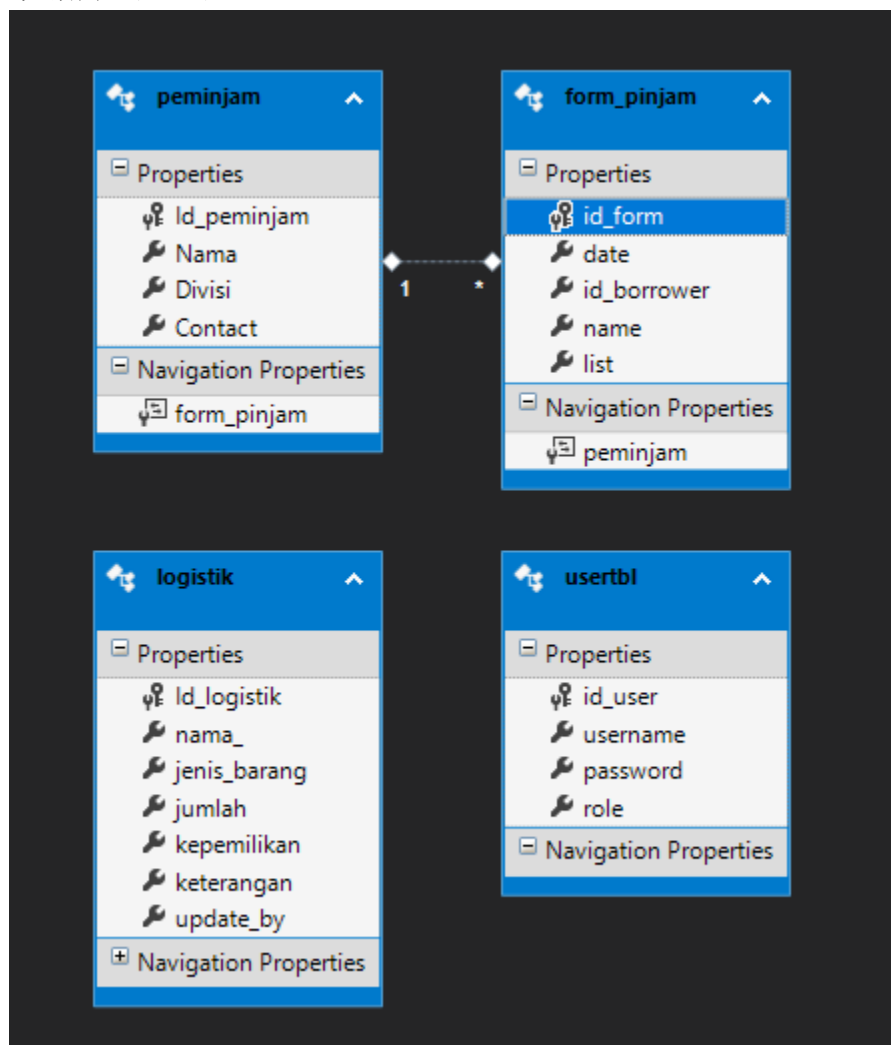 peminjam
Properties
Id_peminjam
Nama
Divisi
Contact
Navigation Properties
form_pinjam
1 *
form_pinjam
Properties
id_form
date
id_borrower
name
list
Navigation Properties
peminjam
logistik
Properties
Id_logistik
nama_
jenis_barang
jumlah
kepemilikan
keterangan
update_by
Navigation Properties
usertbl
Properties
id_user
username
password
role
Navigation Properties